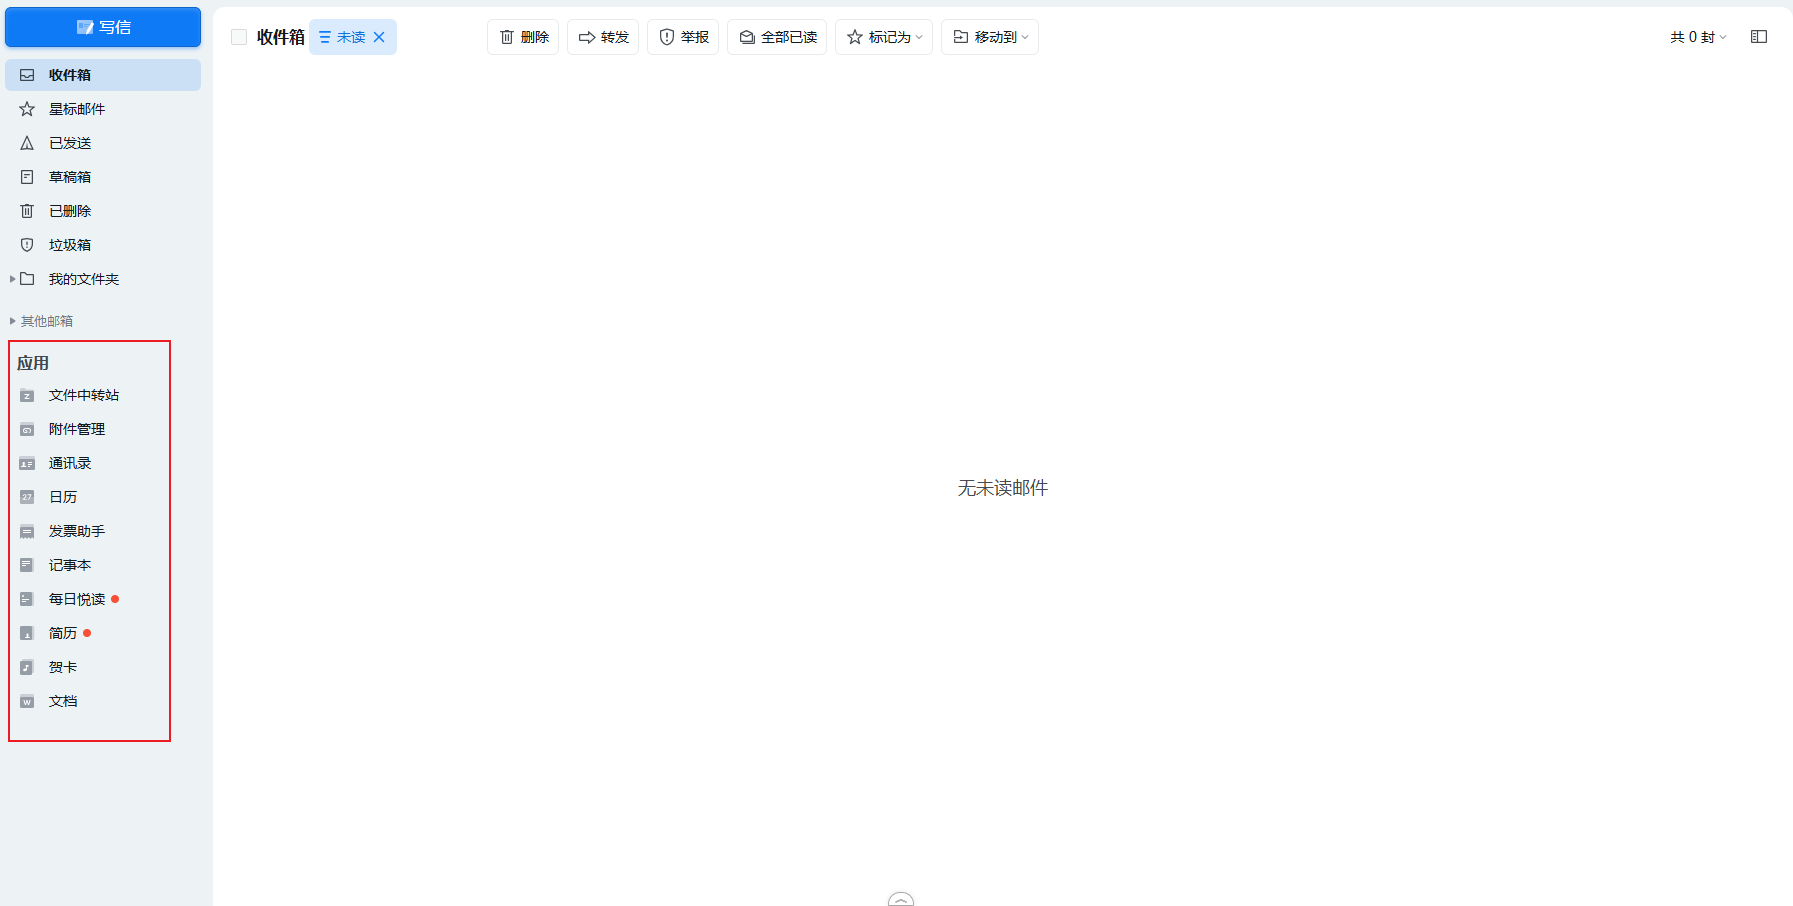 写信
收件箱
星标邮件
已发送
草稿箱
已删除
垃圾箱
我的文件夹
其他邮箱
应用
文件中转站
附件管理
通讯录
27 日历
发票助手
记事本
每日悦读
简历
贺卡
文档
收件箱 未读 删除 转发 举报 全部已读 标记为 移动到 共 0 封
无未读邮件